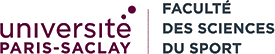 université
PARIS-SACLAY
FACULTÉ
DES SCIENCES
DU SPORT